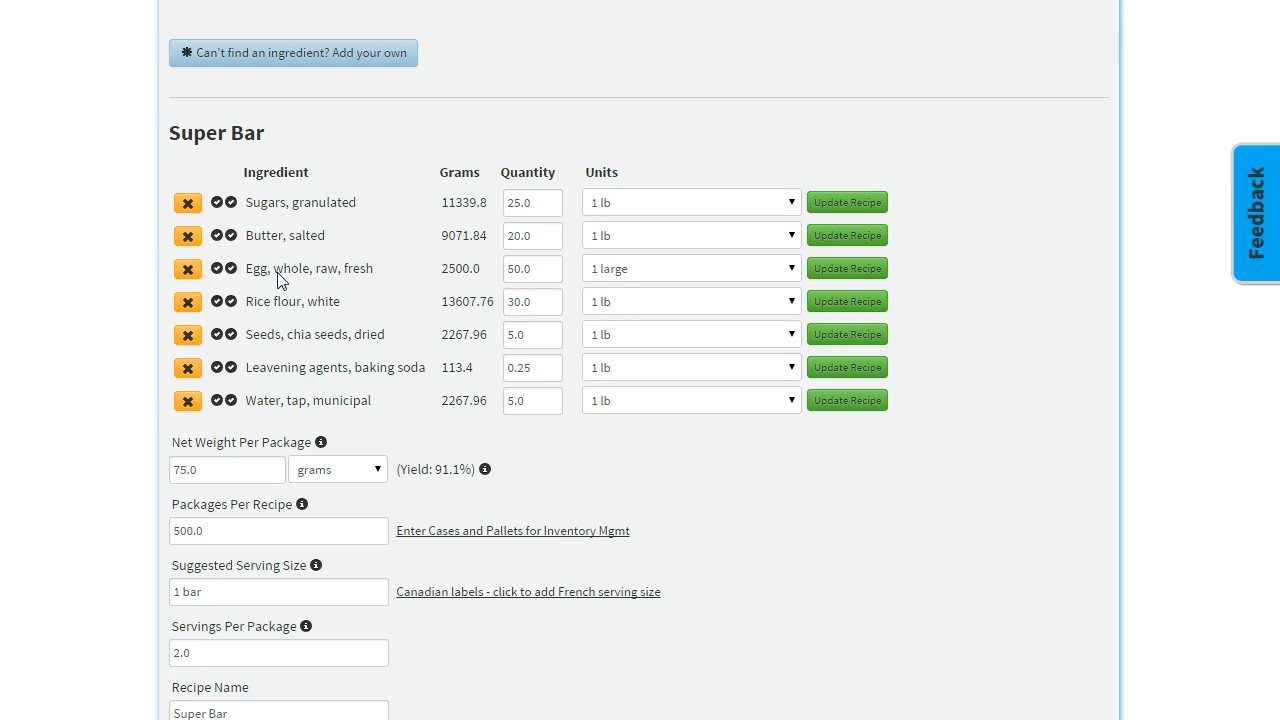 ✱ Can't find an ingredient? Add your own
Super Bar
Ingredient Grams Quantity Units
Sugars, granulated 11339.8 25.0 1 lb Update Recipe
Butter, salted 9071.84 20.0 1 lb Update Recipe
Egg, whole, raw, fresh 2500.0 50.0 1 large Update Recipe
Rice flour, white 13607.76 30.0 1 lb Update Recipe
Seeds, chia seeds, dried 2267.96 5.0 1 lb Update Recipe
Leavening agents, baking soda 113.4 0.25 1 lb Update Recipe
Water, tap, municipal 2267.96 5.0 1 lb Update Recipe
Net Weight Per Package
75.0 grams (Yield: 91.1%)
Packages Per Recipe
500.0 Enter Cases and Pallets for Inventory Mgmt
Suggested Serving Size
1 bar Canadian labels - click to add French serving size
Servings Per Package
2.0
Recipe Name
Super Bar
Feedback